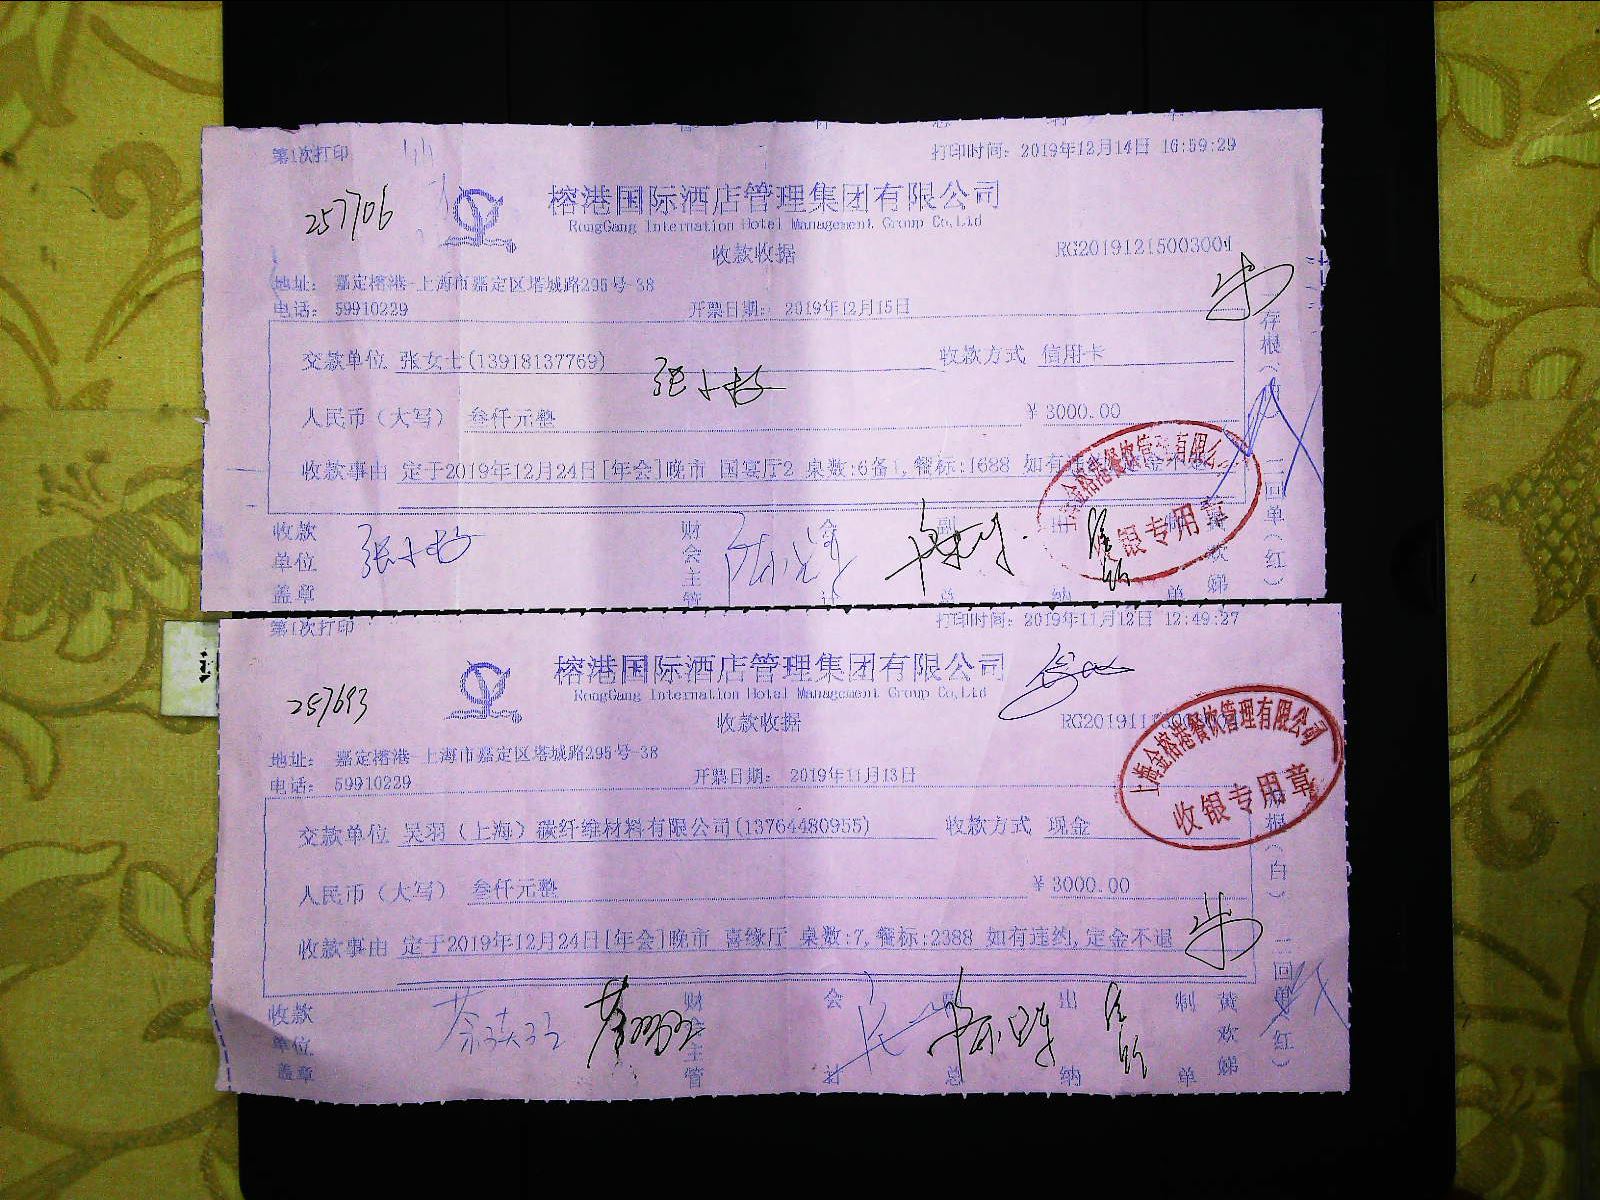 第1次打印 打印时间: 2019年12月14日 16:59:29
257706
榕港国际酒店管理集团有限公司
RongGang Internation Hotel Management Group Co,Ltd
收款收据 RG20191215003001
地址: 嘉定榕港-上海市嘉定区塔城路295号-38
电话: 59910229 开票日期: 2019年12月15日
交款单位 张女士(13918137769) 收款方式 信用卡
人民币(大写) 叁仟元整 ¥ 3000.00
收款事由 定于2019年12月24日[年会]晚市 国宴厅2 桌数:6备1,餐标:1688 如有
收款单位盖章 财会主管 会计 副总 出纳 制单
存根( 二回单(红)
第1次打印 打印时间: 2019年11月12日 12:49:27
257693
榕港国际酒店管理集团有限公司
RongGang Internation Hotel Management Group Co,Ltd
收款收据 RG201911
上海金榕港餐饮管理有限公司
收银专用章
地址: 嘉定榕港 上海市嘉定区塔城路295号-38
电话: 59910229 开票日期: 2019年11月13日
交款单位 吴羽(上海)碳纤维材料有限公司(13764480955) 收款方式 现金
人民币(大写) 叁仟元整 ¥ 3000.00
收款事由 定于2019年12月24日[年会]晚市 喜缘厅 桌数:7,餐标:2388 如有违约,定金不退
收款单位盖章 财会主管 会计 副总 出纳 制单 黄欢娣
根(白) 二回单(红)